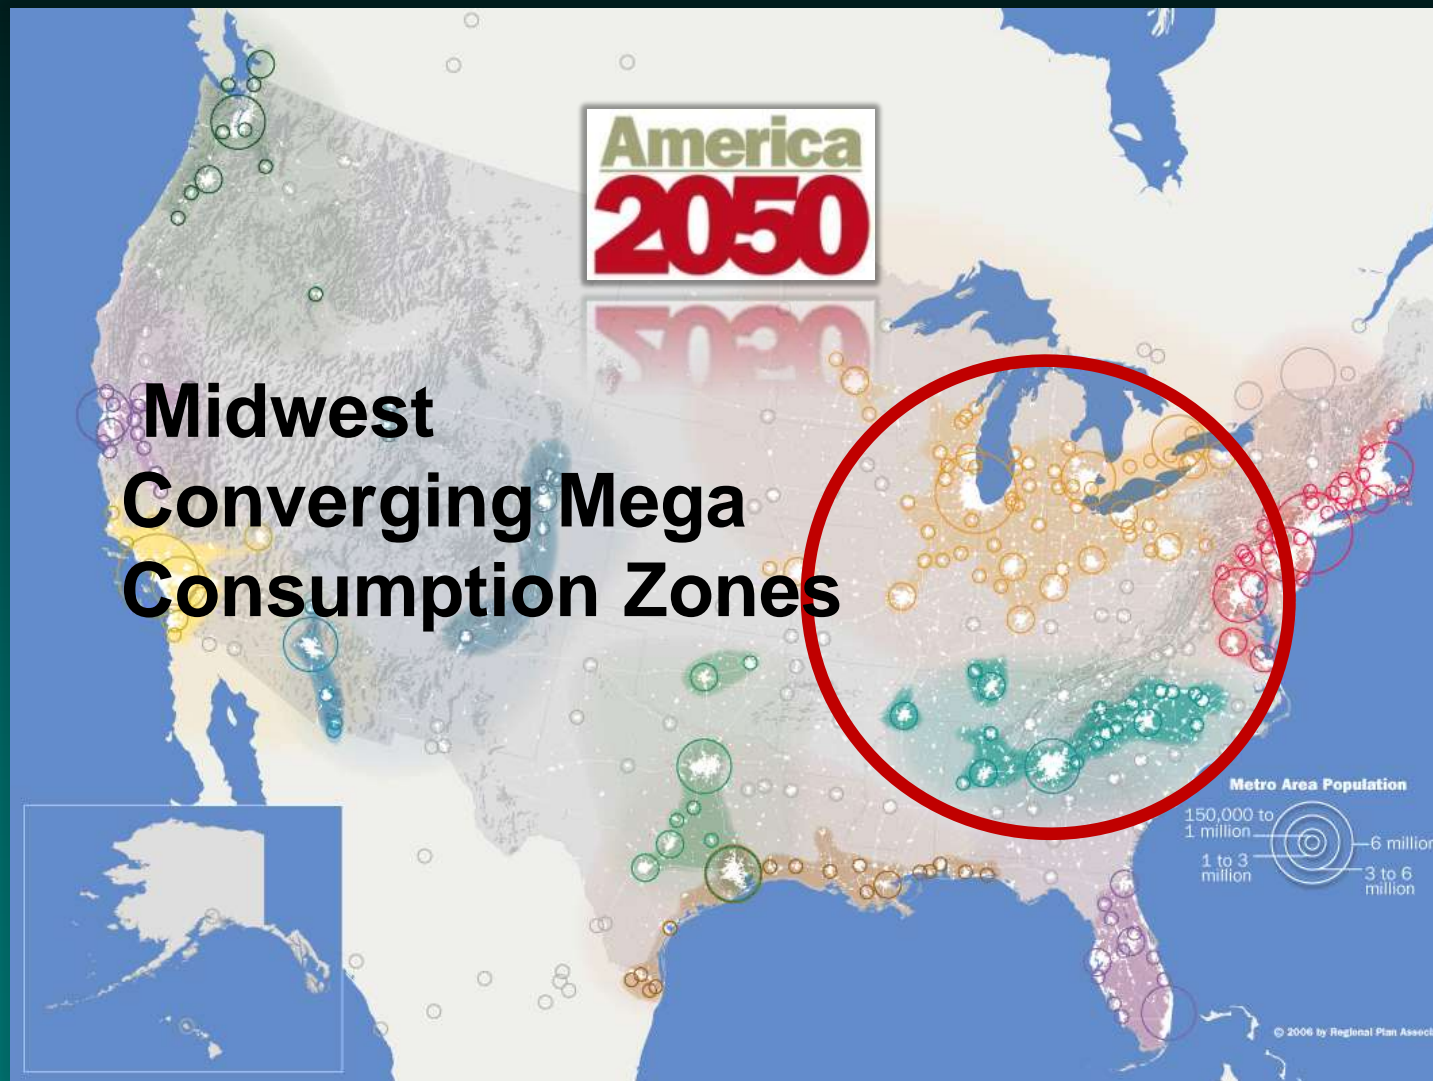 America
2050
Midwest
Converging Mega
Consumption Zones
Metro Area Population
150,000 to
1 million
6 million
1 to 3
million
3 to 6
million
© 2006 by Regional Plan Associ